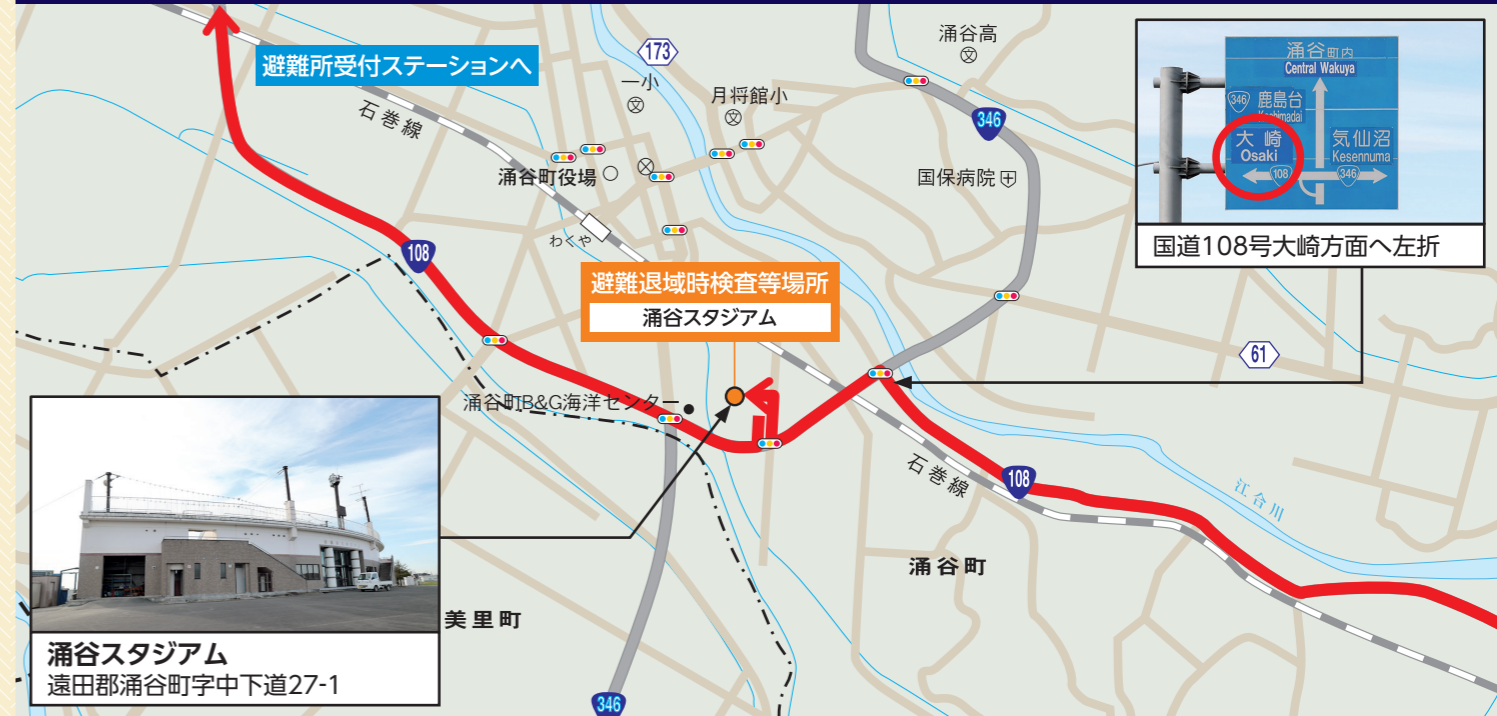 避難所受付ステーションへ
石巻線
173
一小
月将館小
涌谷高
346
涌谷町役場
国保病院
わくや
108
避難退域時検査等場所
涌谷スタジアム
涌谷町内
Central Wakuya
346 鹿島台
Kashimadai
大崎
Osaki
108
気仙沼
Kesennuma
346
国道108号大崎方面へ左折
61
涌谷町B&G海洋センター
石巻線
108
江合川
涌谷町
美里町
346
涌谷スタジアム
遠田郡涌谷町字中下道27-1